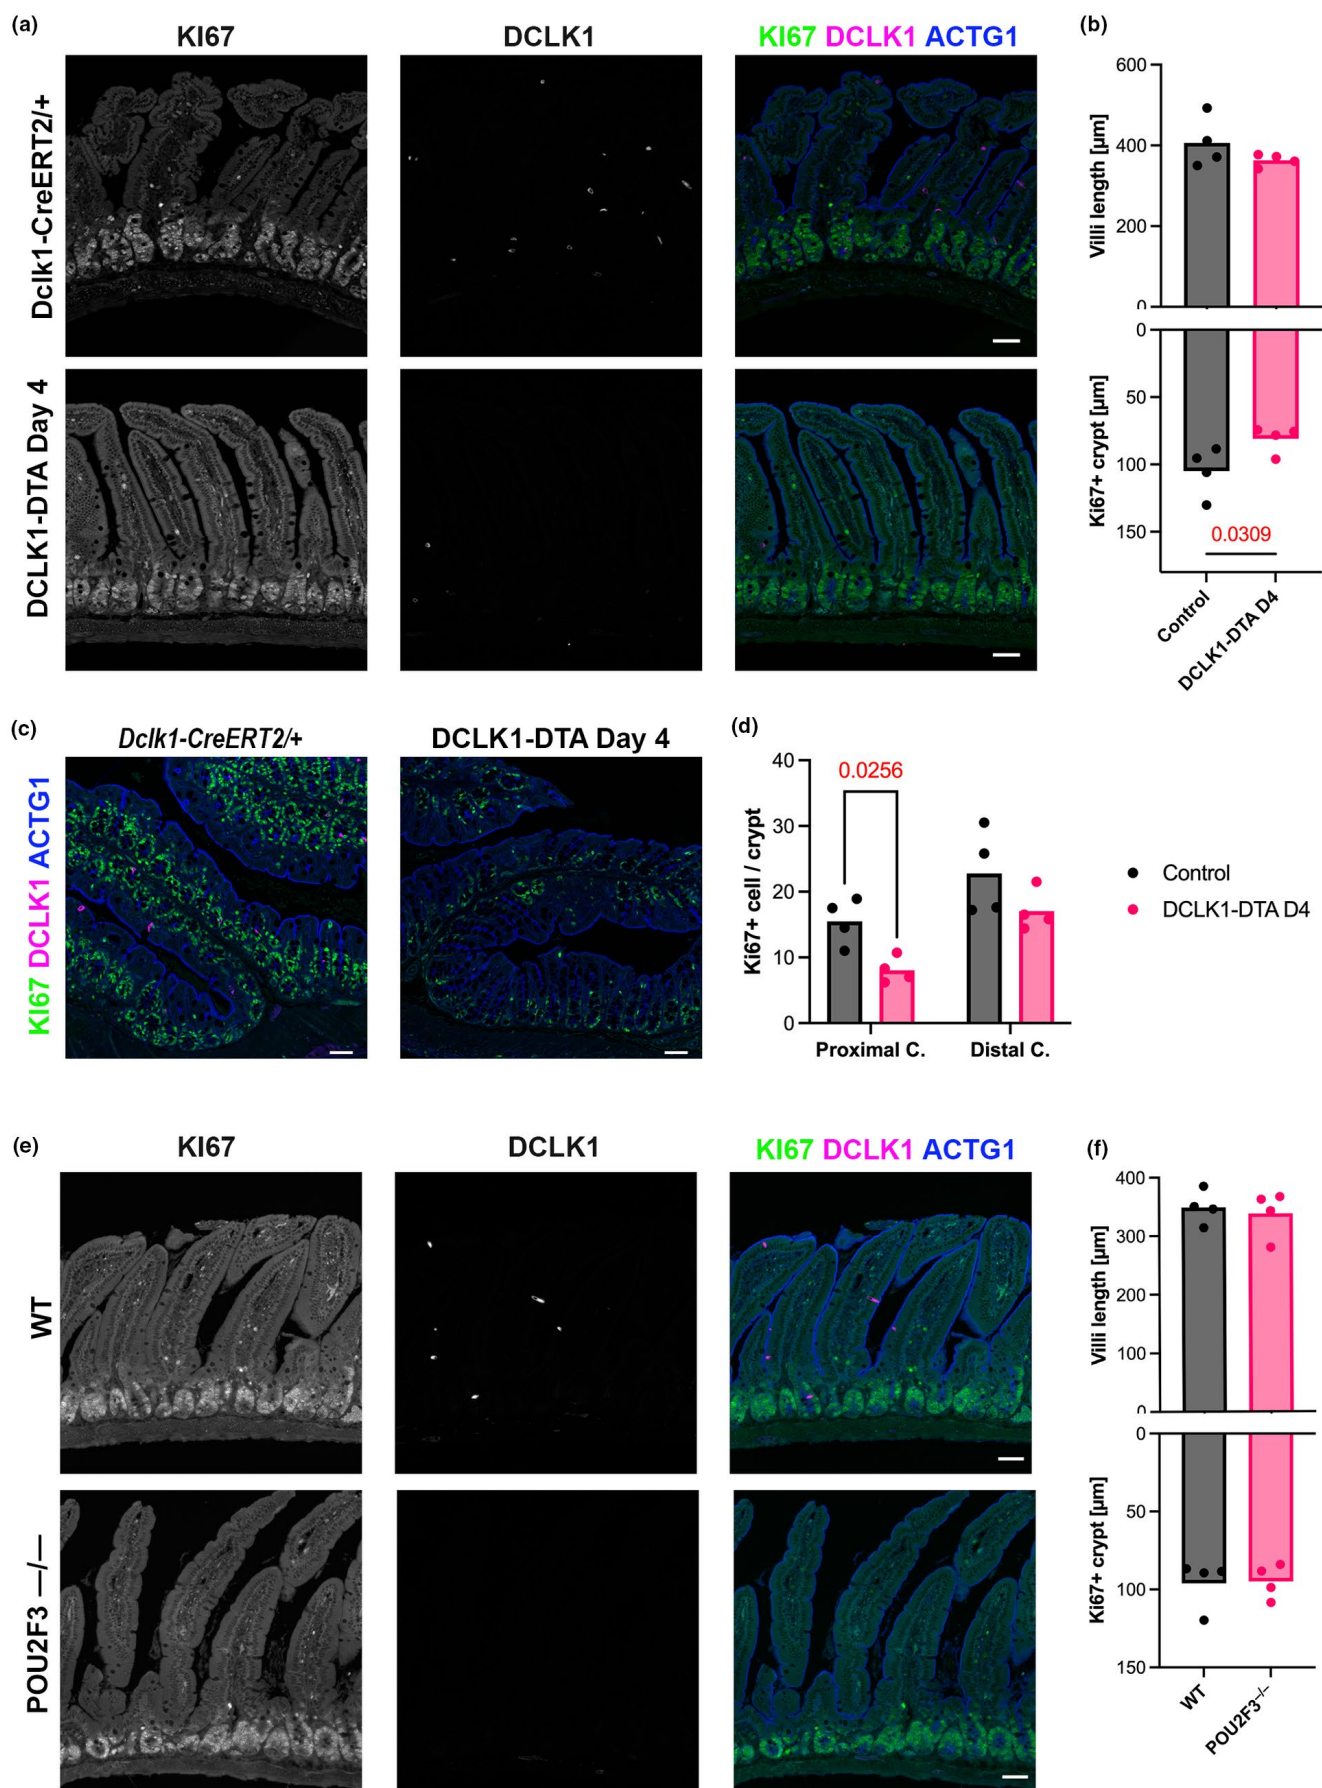 (a)
KI67
DCLK1
KI67 DCLK1 ACTG1
Dclk1-CreERT2/+
DCLK1-DTA Day 4
(b)
600
400
200
0
Villi length [µm]
0
50
100
150
Ki67+ crypt [µm]
0.0309
Control
DCLK1-DTA D4
(c)
Dclk1-CreERT2/+
DCLK1-DTA Day 4
KI67 DCLK1 ACTG1
(d)
40
30
20
10
0
Ki67+ cell / crypt
0.0256
Proximal C.
Distal C.
Control
DCLK1-DTA D4
(e)
KI67
DCLK1
KI67 DCLK1 ACTG1
WT
POU2F3 —/—
(f)
400
300
200
100
0
Villi length [µm]
0
50
100
150
Ki67+ crypt [µm]
WT
POU2F3–/–